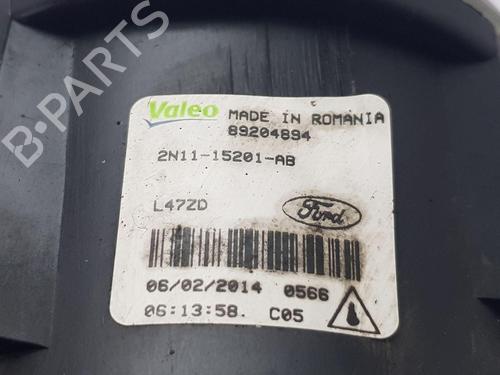 B-PARTS
Valeo MADE IN ROMANIA
89204894
2N11-15201-AB
L47ZD
Ford
06/02/2014 0566
06:13:58. C05